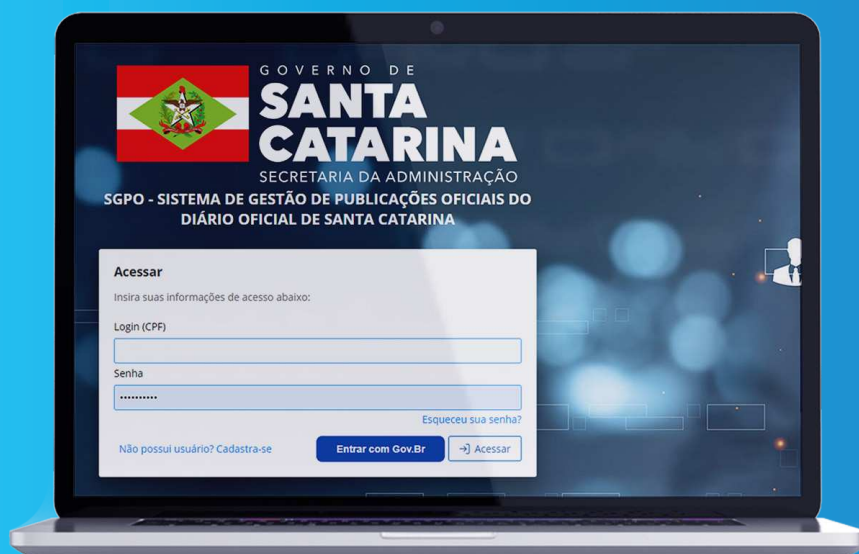 GOVERNO DE
SANTA
CATARINA
SECRETARIA DA ADMINISTRAÇÃO
SGPO - SISTEMA DE GESTÃO DE PUBLICAÇÕES OFICIAIS DO
DIÁRIO OFICIAL DE SANTA CATARINA
Acessar
Insira suas informações de acesso abaixo:
Login (CPF)
Senha
••••••••••
Esqueceu sua senha?
Não possui usuário? Cadastra-se
Entrar com Gov.Br
Acessar